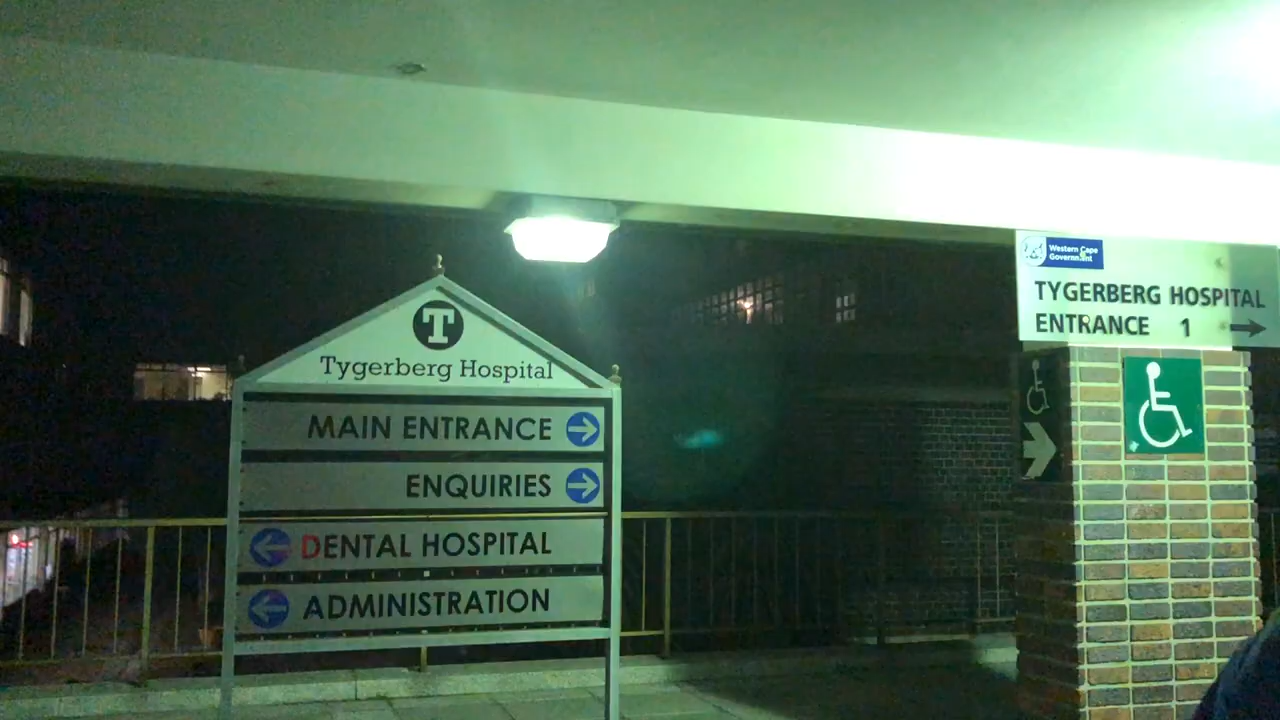 T
Tygerberg Hospital
MAIN ENTRANCE
ENQUIRIES
DENTAL HOSPITAL
ADMINISTRATION
Western Cape
Government
TYGERBERG HOSPITAL
ENTRANCE 1